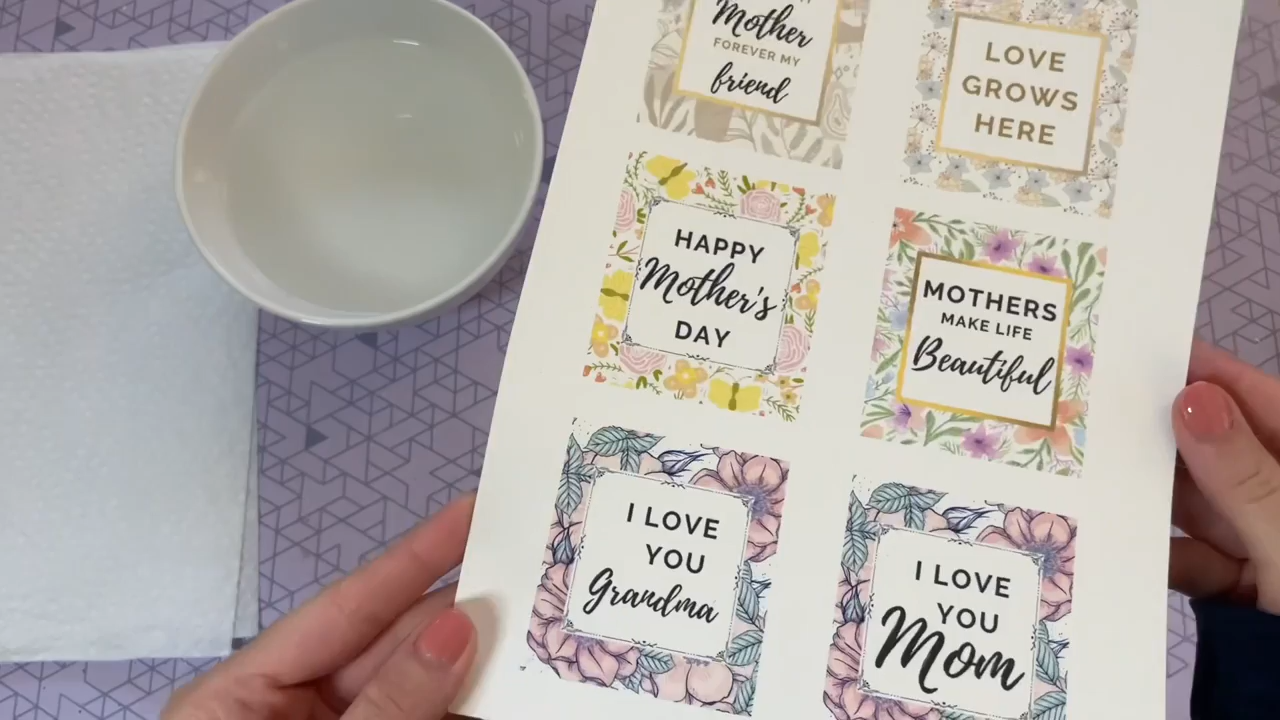 Mother
FOREVER MY
friend
LOVE
GROWS
HERE
HAPPY
Mother's
DAY
MOTHERS
MAKE LIFE
Beautiful
I LOVE
YOU
Grandma
I LOVE
YOU
Mom